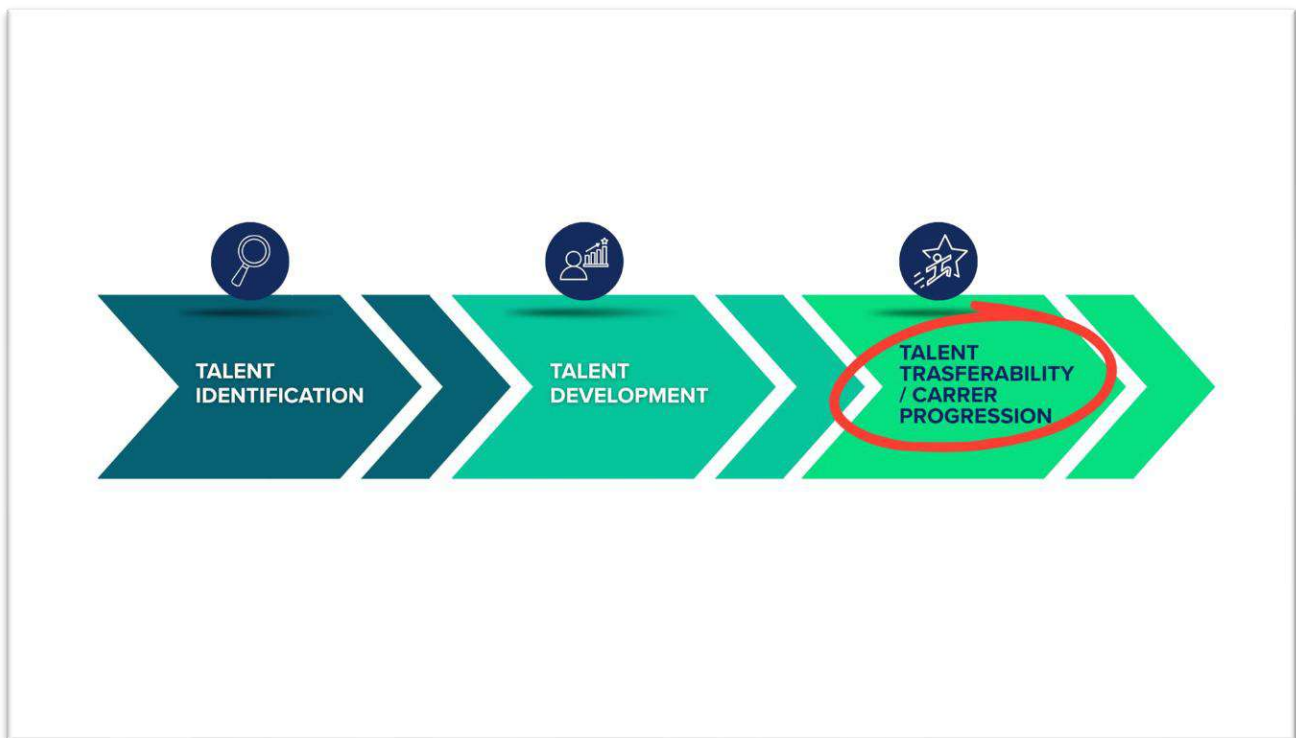 TALENT
IDENTIFICATION
TALENT
DEVELOPMENT
TALENT
TRASFERABILITY
/ CARRER
PROGRESSION